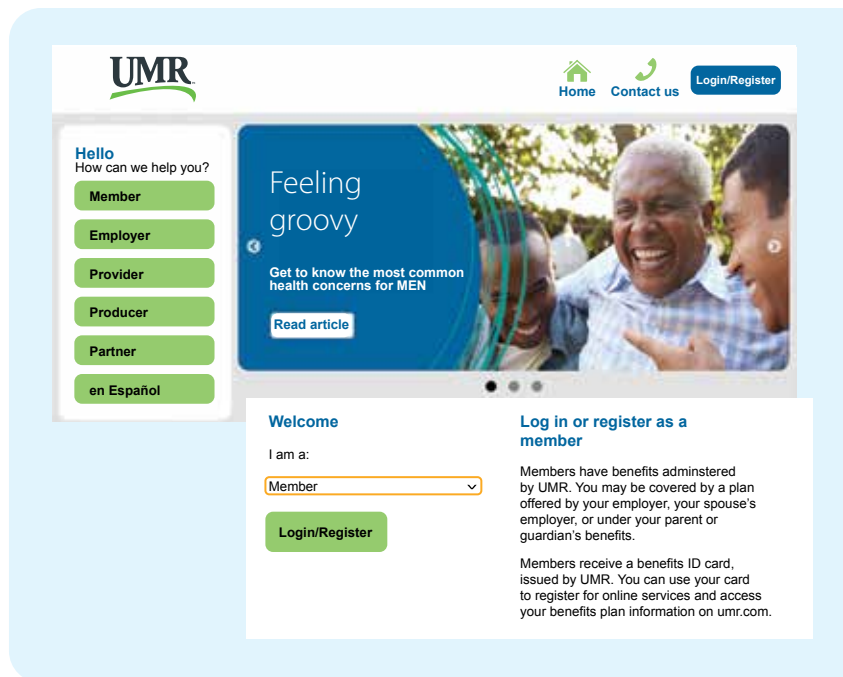 UMR
Home
Contact us
Login/Register
Hello
How can we help you?
Member
Employer
Provider
Producer
Partner
en Español
Feeling
groovy
Get to know the most common
health concerns for MEN
Read article
Welcome
I am a:
Member
Login/Register
Log in or register as a
member
Members have benefits adminstered
by UMR. You may be covered by a plan
offered by your employer, your spouse's
employer, or under your parent or
guardian's benefits.
Members receive a benefits ID card,
issued by UMR. You can use your card
to register for online services and access
your benefits plan information on umr.com.